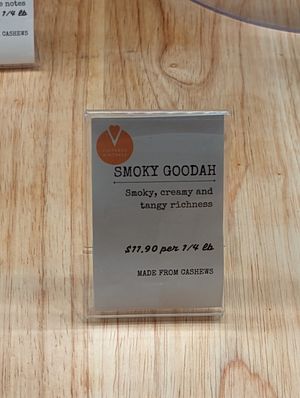 e notes
1/4 lb
CASHEWS
V
SMOKY GOODAH
Smoky, creamy and
tangy richness
$11.90 per 1/4 lb
MADE FROM CASHEWS